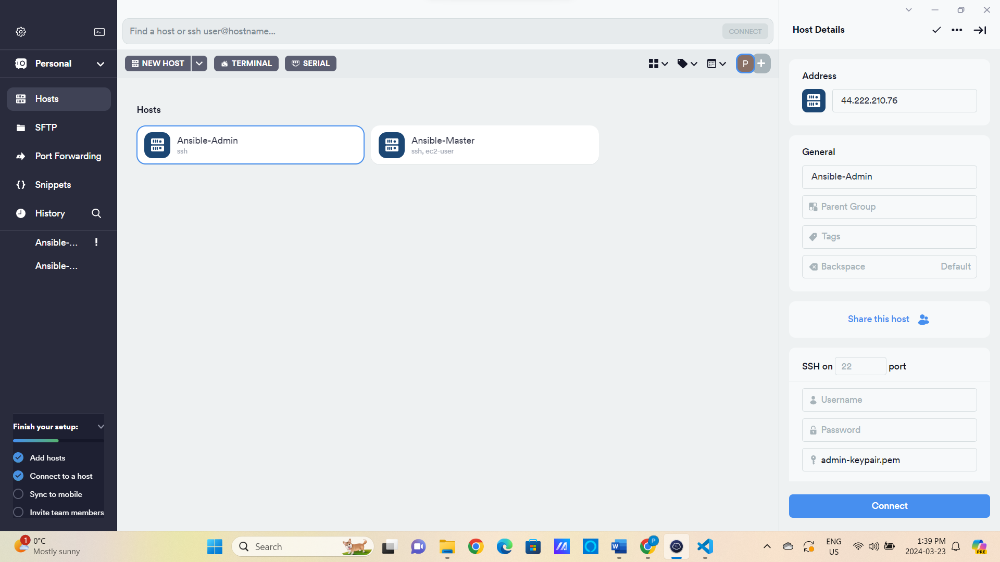 Find a host or ssh user@hostname...
CONNECT
Host Details
Personal
NEW HOST
TERMINAL
SERIAL
P
Hosts
SFTP
Port Forwarding
Snippets
History
Ansible-...
!
Ansible-...
Hosts
Ansible-Admin
ssh
Ansible-Master
ssh, ec2-user
Address
44.222.210.76
General
Ansible-Admin
Parent Group
Tags
Backspace
Default
Share this host
SSH on 22 port
Username
Password
admin-keypair.pem
Connect
Finish your setup:
Add hosts
Connect to a host
Sync to mobile
Invite team members
1
0°C
Mostly sunny
Search
W
P
ENG
US
1:39 PM
2024-03-23
PRE